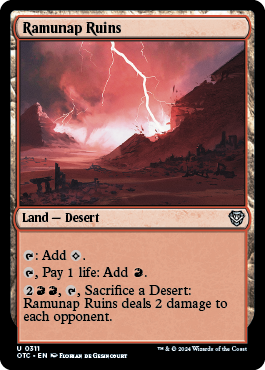 Ramunap Ruins
Land — Desert
: Add .
, Pay 1 life: Add .
2, , Sacrifice a Desert:
Ramunap Ruins deals 2 damage to
each opponent.
U 0311
OTC • EN Florian de Gesincourt
™ & © 2024 Wizards of the Coast